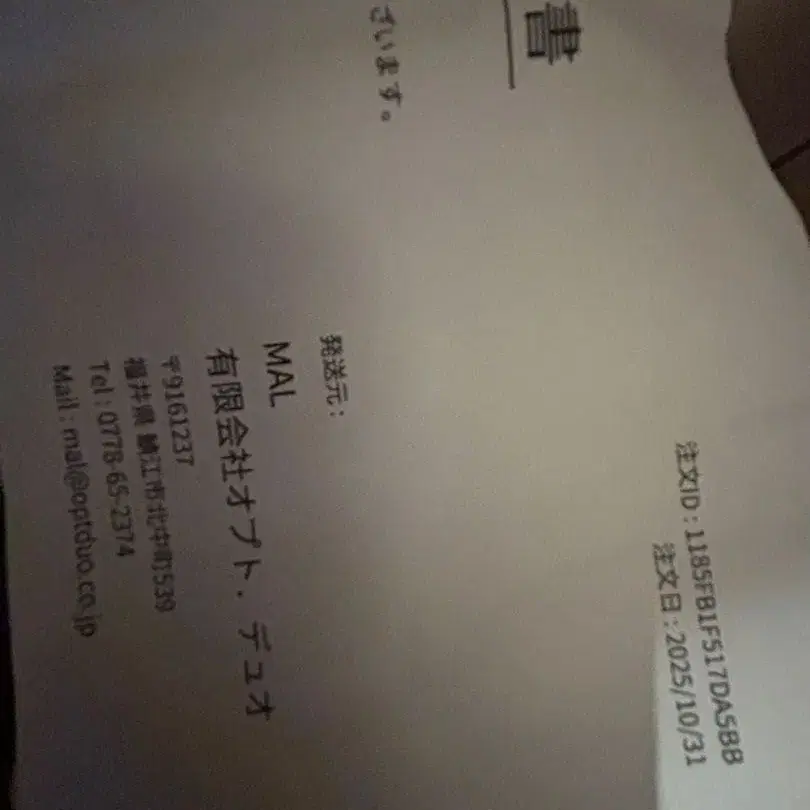 書
注文ID : 1185FB1F517DA5BB
注文日 : 2025/10/31
ざいます。
発送元 :
MAL
有限会社オプト．デュオ
〒9161237
福井県 鯖江市北中町539
Tel : 0778-65-2374
Mail : mal@optduo.co.jp